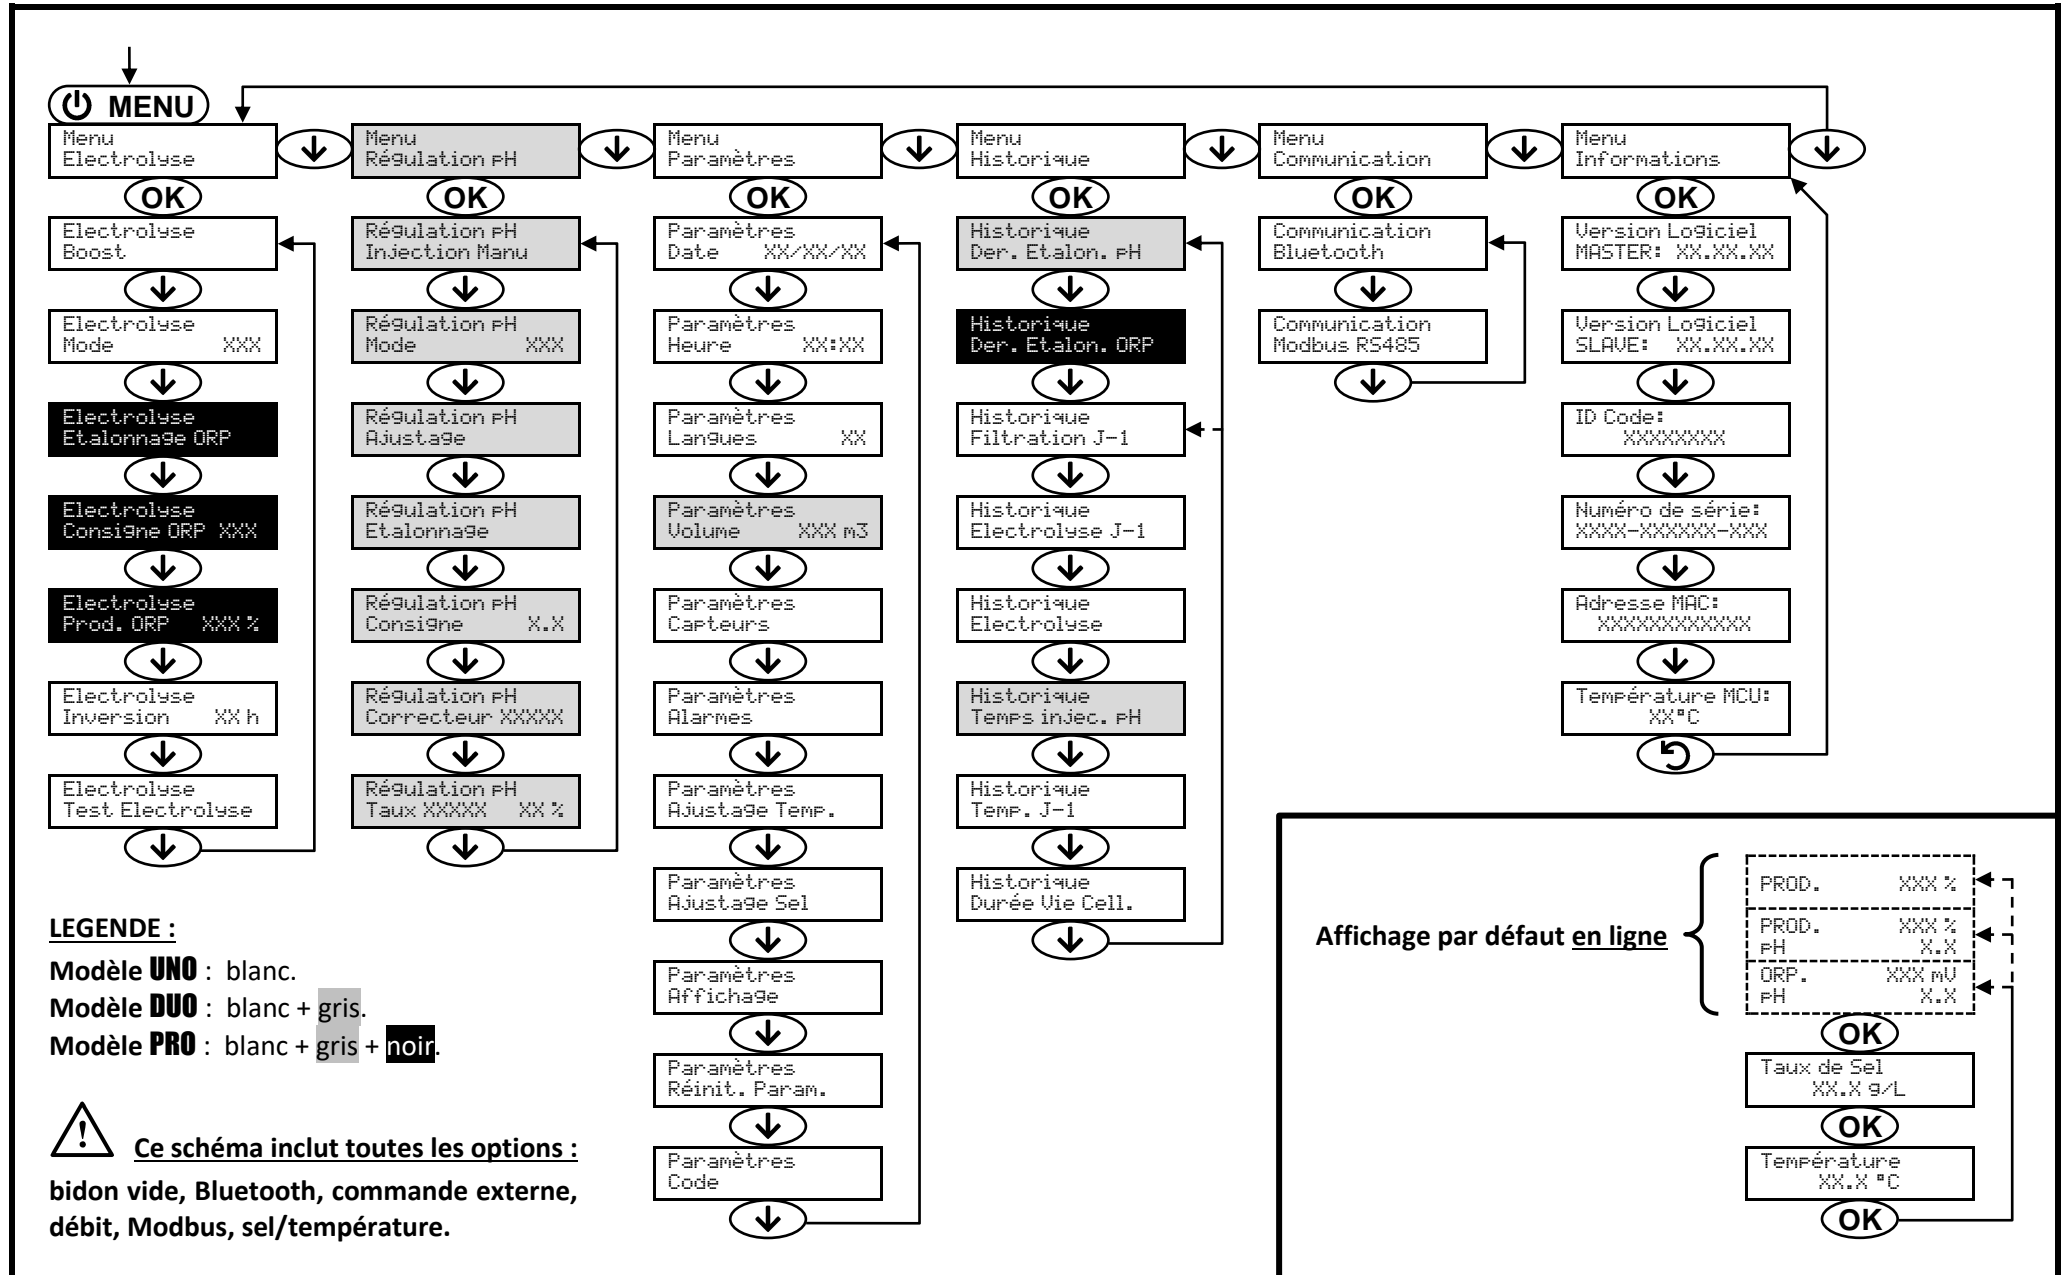 MENU
Menu
Electrolyse
OK
Electrolyse
Boost
Electrolyse
Mode XXX
Electrolyse
Etalonnage ORP
Electrolyse
Consigne ORP XXX
Electrolyse
Prod. ORP XXX %
Electrolyse
Inversion XX h
Electrolyse
Test Electrolyse
Menu
Régulation pH
OK
Régulation pH
Injection Manu
Régulation pH
Mode XXX
Régulation pH
Ajustage
Régulation pH
Etalonnage
Régulation pH
Consigne X.X
Régulation pH
Correcteur XXXXX
Régulation pH
Taux XXXXX XX %
Menu
Paramètres
OK
Paramètres
Date XX/XX/XX
Paramètres
Heure XX:XX
Paramètres
Langues XX
Paramètres
Volume XXX m3
Paramètres
Capteurs
Paramètres
Alarmes
Paramètres
Ajustage Temp.
Paramètres
Ajustage Sel
Paramètres
Affichage
Paramètres
Réinit. Param.
Paramètres
Code
Menu
Historique
OK
Historique
Der. Etalon. pH
Historique
Der. Etalon. ORP
Historique
Filtration J-1
Historique
Electrolyse J-1
Historique
Electrolyse
Historique
Temps injec. pH
Historique
Temp. J-1
Historique
Durée Vie Cell.
Menu
Communication
OK
Communication
Bluetooth
Communication
Modbus RS485
Menu
Informations
OK
Version Logiciel
MASTER: XX.XX.XX
Version Logiciel
SLAVE: XX.XX.XX
ID Code:
XXXXXXXX
Numéro de série:
XXXX-XXXXXX-XXX
Adresse MAC:
XXXXXXXXXXXX
Température MCU:
XX°C
LEGENDE :
Modèle UNO : blanc.
Modèle DUO : blanc + gris.
Modèle PRO : blanc + gris + noir.
Ce schéma inclut toutes les options :
bidon vide, Bluetooth, commande externe,
débit, Modbus, sel/température.
Affichage par défaut en ligne
PROD. XXX %
PROD. XXX %
pH X.X
ORP. XXX mV
pH X.X
OK
Taux de Sel
XX.X g/L
OK
Température
XX.X °C
OK